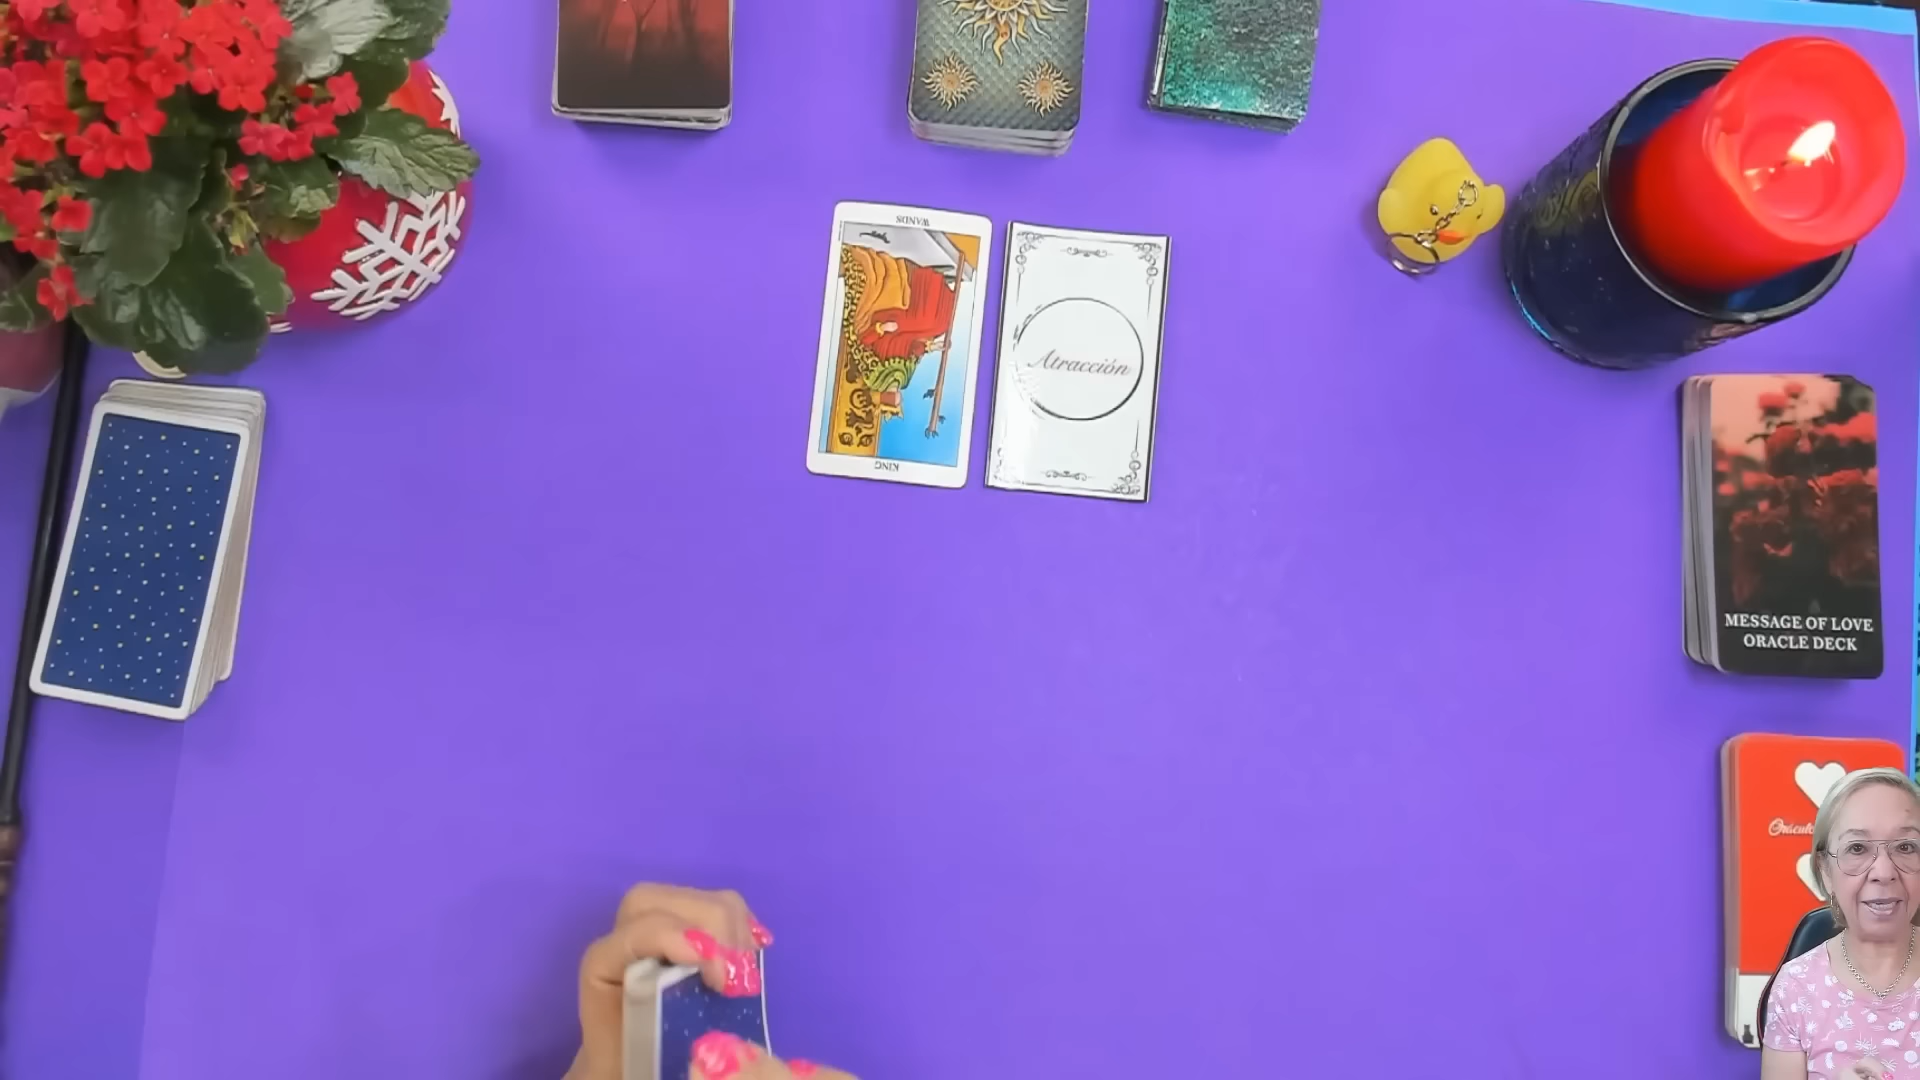 WANDS
KING
Atracción
MESSAGE OF LOVE
ORACLE DECK